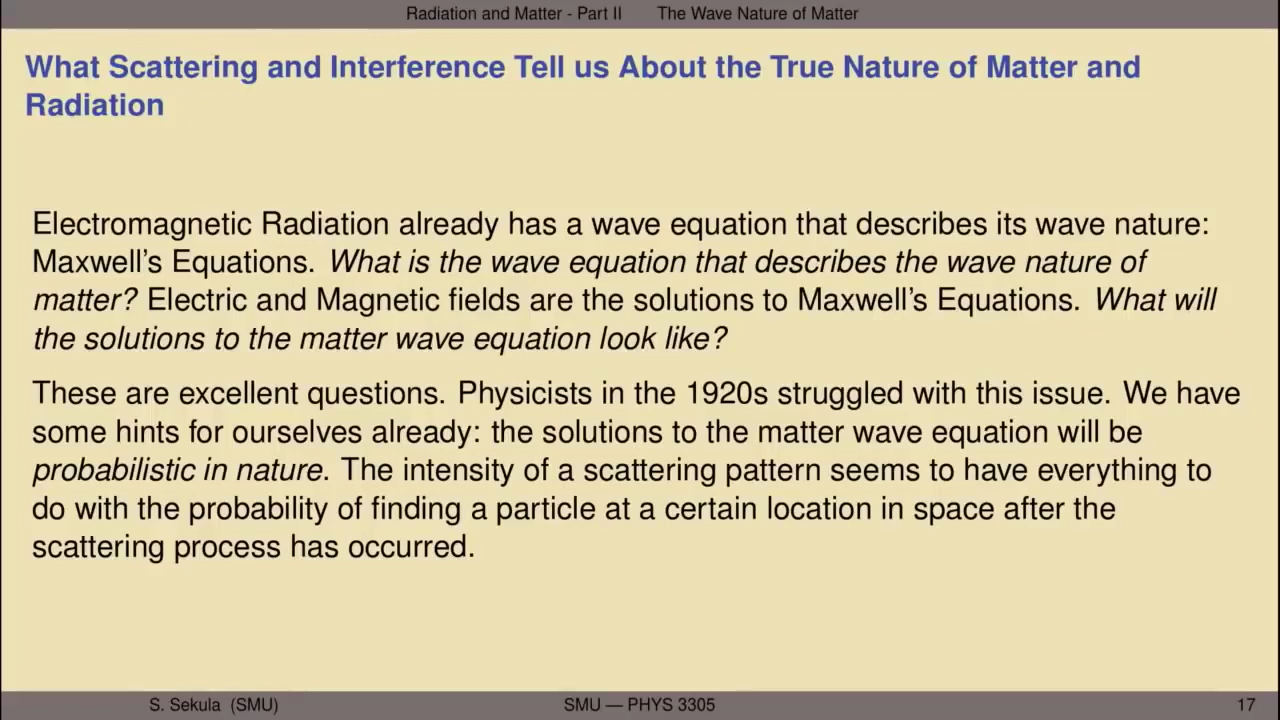 Radiation and Matter - Part II The Wave Nature of Matter
What Scattering and Interference Tell us About the True Nature of Matter and
Radiation
Electromagnetic Radiation already has a wave equation that describes its wave nature:
Maxwell's Equations. What is the wave equation that describes the wave nature of
matter? Electric and Magnetic fields are the solutions to Maxwell's Equations. What will
the solutions to the matter wave equation look like?
These are excellent questions. Physicists in the 1920s struggled with this issue. We have
some hints for ourselves already: the solutions to the matter wave equation will be
probabilistic in nature. The intensity of a scattering pattern seems to have everything to
do with the probability of finding a particle at a certain location in space after the
scattering process has occurred.
S. Sekula (SMU) SMU — PHYS 3305 17